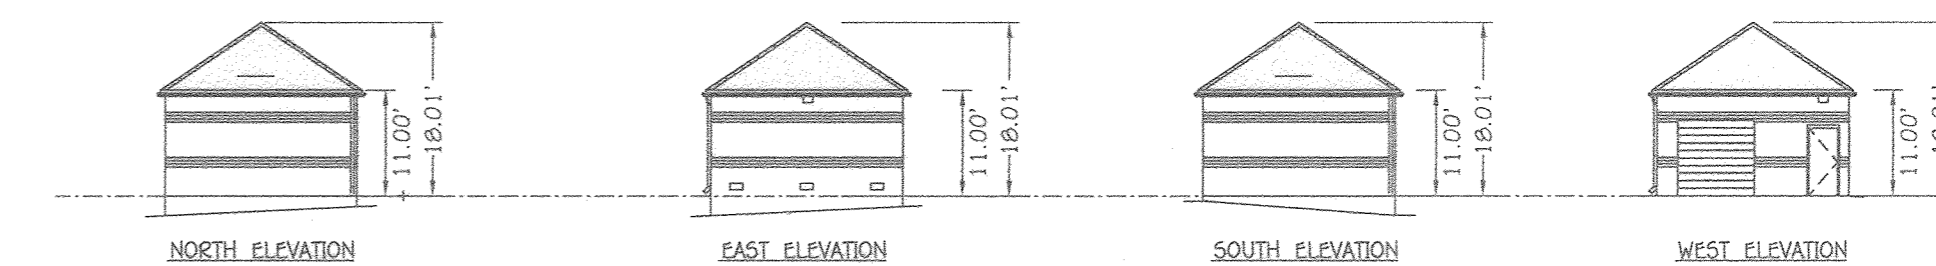 11.00'
18.01'
NORTH ELEVATION
11.00'
18.01'
EAST ELEVATION
11.00'
18.01'
SOUTH ELEVATION
11.00'
WEST ELEVATION